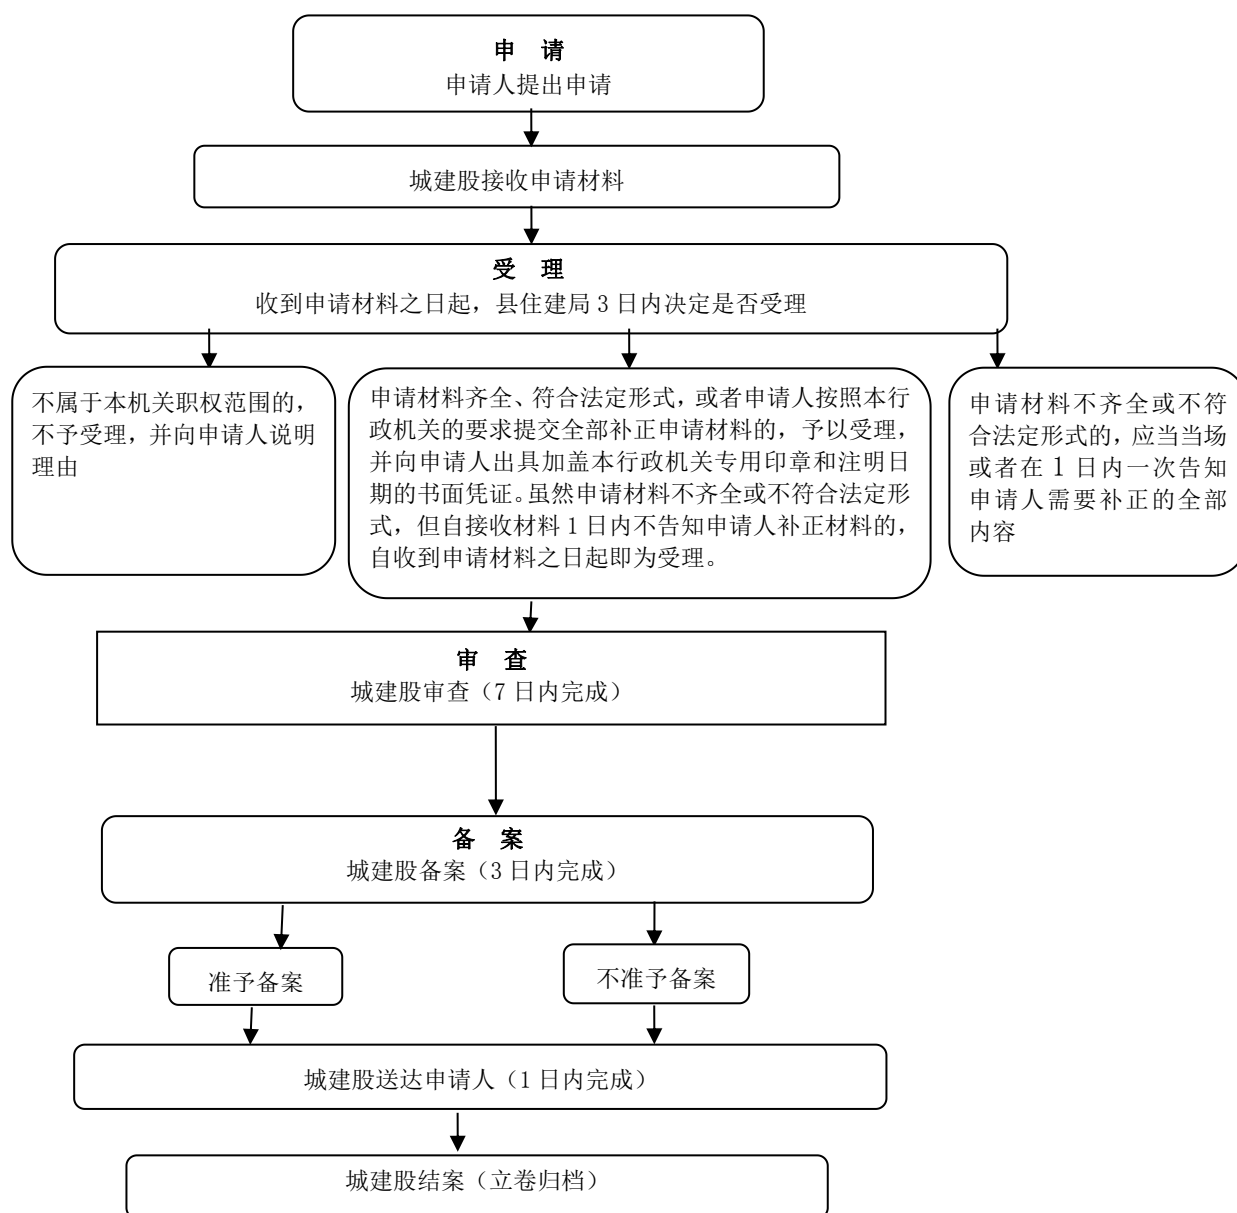 申 请
申请人提出申请
城建股接收申请材料
受 理
收到申请材料之日起，县住建局 3 日内决定是否受理
不属于本机关职权范围的，
不予受理，并向申请人说明
理由
申请材料齐全、符合法定形式，或者申请人按照本行
政机关的要求提交全部补正申请材料的，予以受理，
并向申请人出具加盖本行政机关专用印章和注明日
期的书面凭证。虽然申请材料不齐全或不符合法定形
式，但自接收材料 1 日内不告知申请人补正材料的，
自收到申请材料之日起即为受理。
申请材料不齐全或不符
合法定形式的，应当当场
或者在 1 日内一次告知
申请人需要补正的全部
内容
审 查
城建股审查（7 日内完成）
备 案
城建股备案（3 日内完成）
准予备案
不准予备案
城建股送达申请人（1 日内完成）
城建股结案（立卷归档）